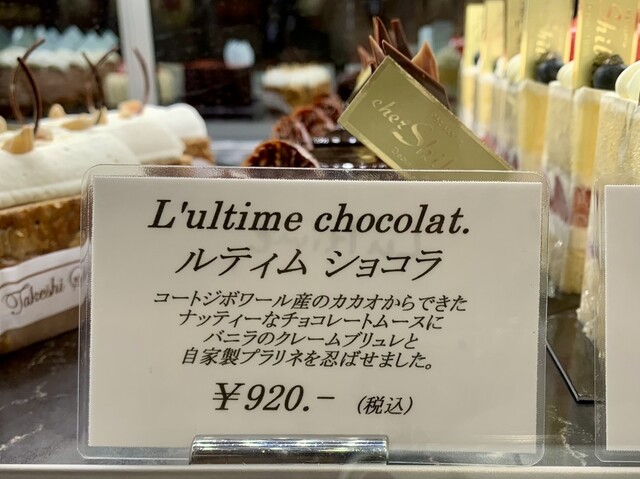 chez Shib
L'ultime chocolat.
ルティム ショコラ
コートジボワール産のカカオからできた
ナッティーなチョコレートムースに
バニラのクレームブリュレと
自家製プラリネを忍ばせました。
¥920.- (税込)
Takeshi